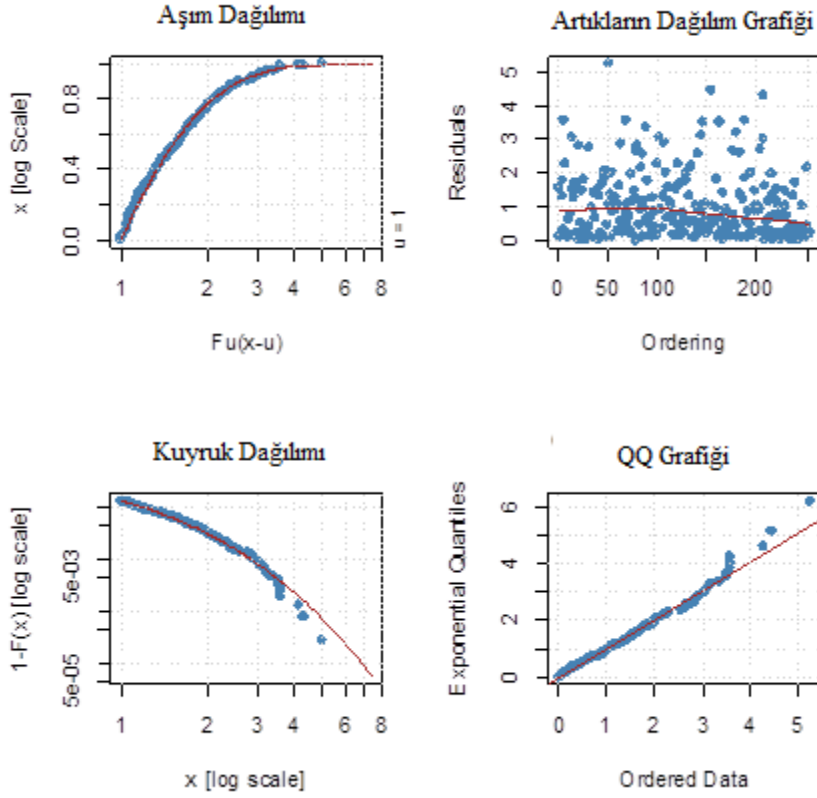 Aşım Dağılımı
x [log Scale]
0.0
0.4
0.8
1 2 3 4 6 8
u = 1
Fu(x-u)
Artıkların Dağılım Grafiği
Residuals
0 1 2 3 4 5
0 50 100 200
Ordering
Kuyruk Dağılımı
1-F(x) [log scale]
5e-05
5e-03
1 2 3 4 6 8
x [log scale]
QQ Grafiği
Exponential Quantiles
0 2 4 6
0 1 2 3 4 5
Ordered Data